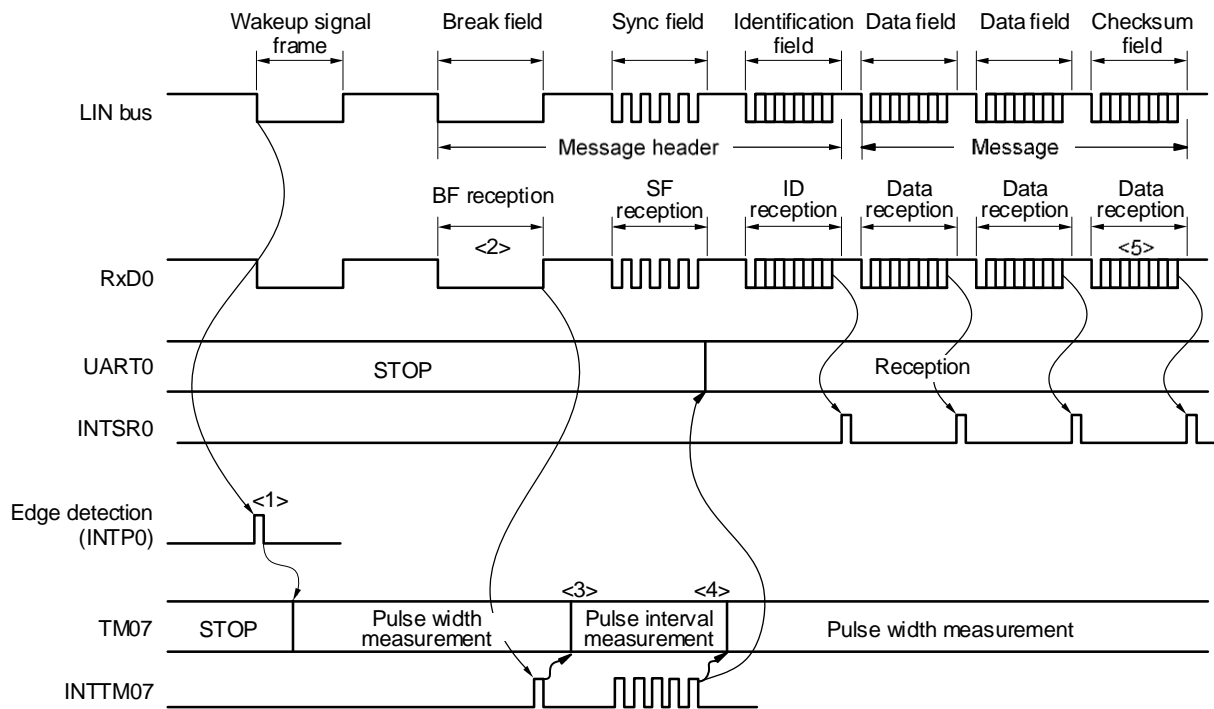 Wakeup signal
frame
Break field
Sync field
Identification
field
Data field
Data field
Checksum
field
LIN bus
Message header
Message
BF reception
SF
reception
ID
reception
Data
reception
Data
reception
Data
reception
<2>
<5>
RxD0
UART0
STOP
Reception
INTSR0
Edge detection
(INTP0)
<1>
<3>
<4>
TM07
STOP
Pulse width
measurement
Pulse interval
measurement
Pulse width measurement
INTTM07